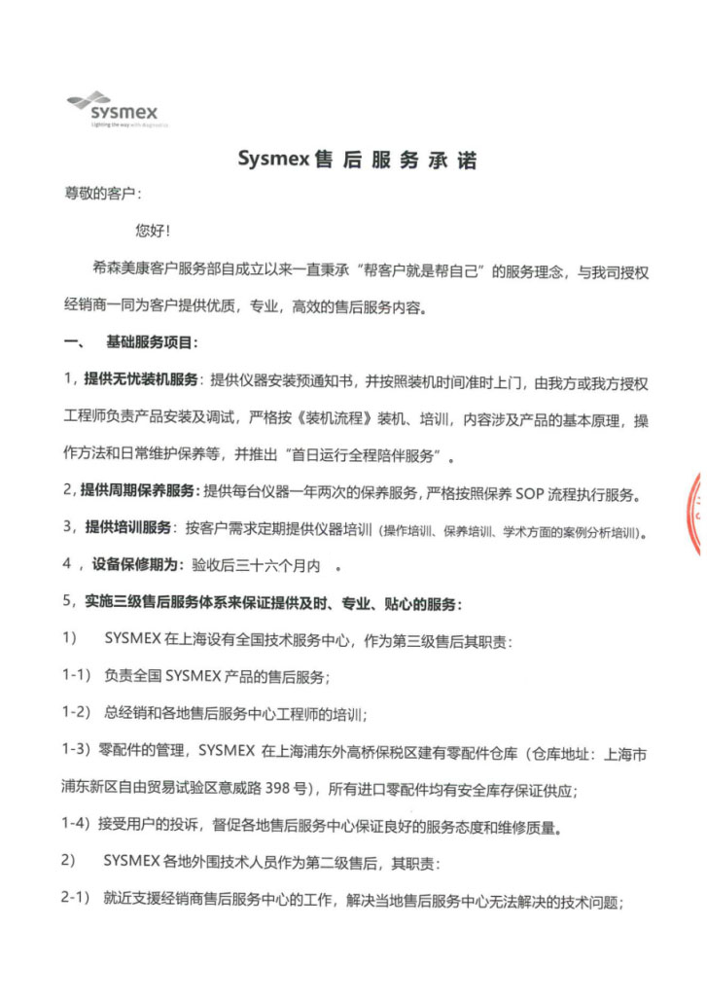 sysmex
Lighting the way with diagnostics
Sysmex 售后服务承诺
尊敬的客户：
您好！
希森美康客户服务部自成立以来一直秉承“帮客户就是帮自己”的服务理念，与我司授权
经销商一同为客户提供优质，专业，高效的售后服务内容。
一、 基础服务项目：
1，提供无忧装机服务：提供仪器安装预通知书，并按照装机时间准时上门，由我方或我方授权
工程师负责产品安装及调试，严格按《装机流程》装机、培训，内容涉及产品的基本原理，操
作方法和日常维护保养等，并推出“首日运行全程陪伴服务”。
2，提供周期保养服务：提供每台仪器一年两次的保养服务，严格按照保养 SOP 流程执行服务。
3，提供培训服务：按客户需求定期提供仪器培训（操作培训、保养培训、学术方面的案例分析培训）。
4，设备保修期为：验收后三十六个月内 。
5，实施三级售后服务体系来保证提供及时、专业、贴心的服务：
1） SYSMEX 在上海设有全国技术服务中心，作为第三级售后其职责：
1-1） 负责全国 SYSMEX 产品的售后服务；
1-2） 总经销和各地售后服务中心工程师的培训；
1-3）零配件的管理，SYSMEX 在上海浦东外高桥保税区建有零配件仓库（仓库地址：上海市
浦东新区自由贸易试验区意威路 398 号），所有进口零配件均有安全库存保证供应；
1-4）接受用户的投诉，督促各地售后服务中心保证良好的服务态度和维修质量。
2） SYSMEX 各地外围技术人员作为第二级售后，其职责：
2-1） 就近支援经销商售后服务中心的工作，解决当地售后服务中心无法解决的技术问题；